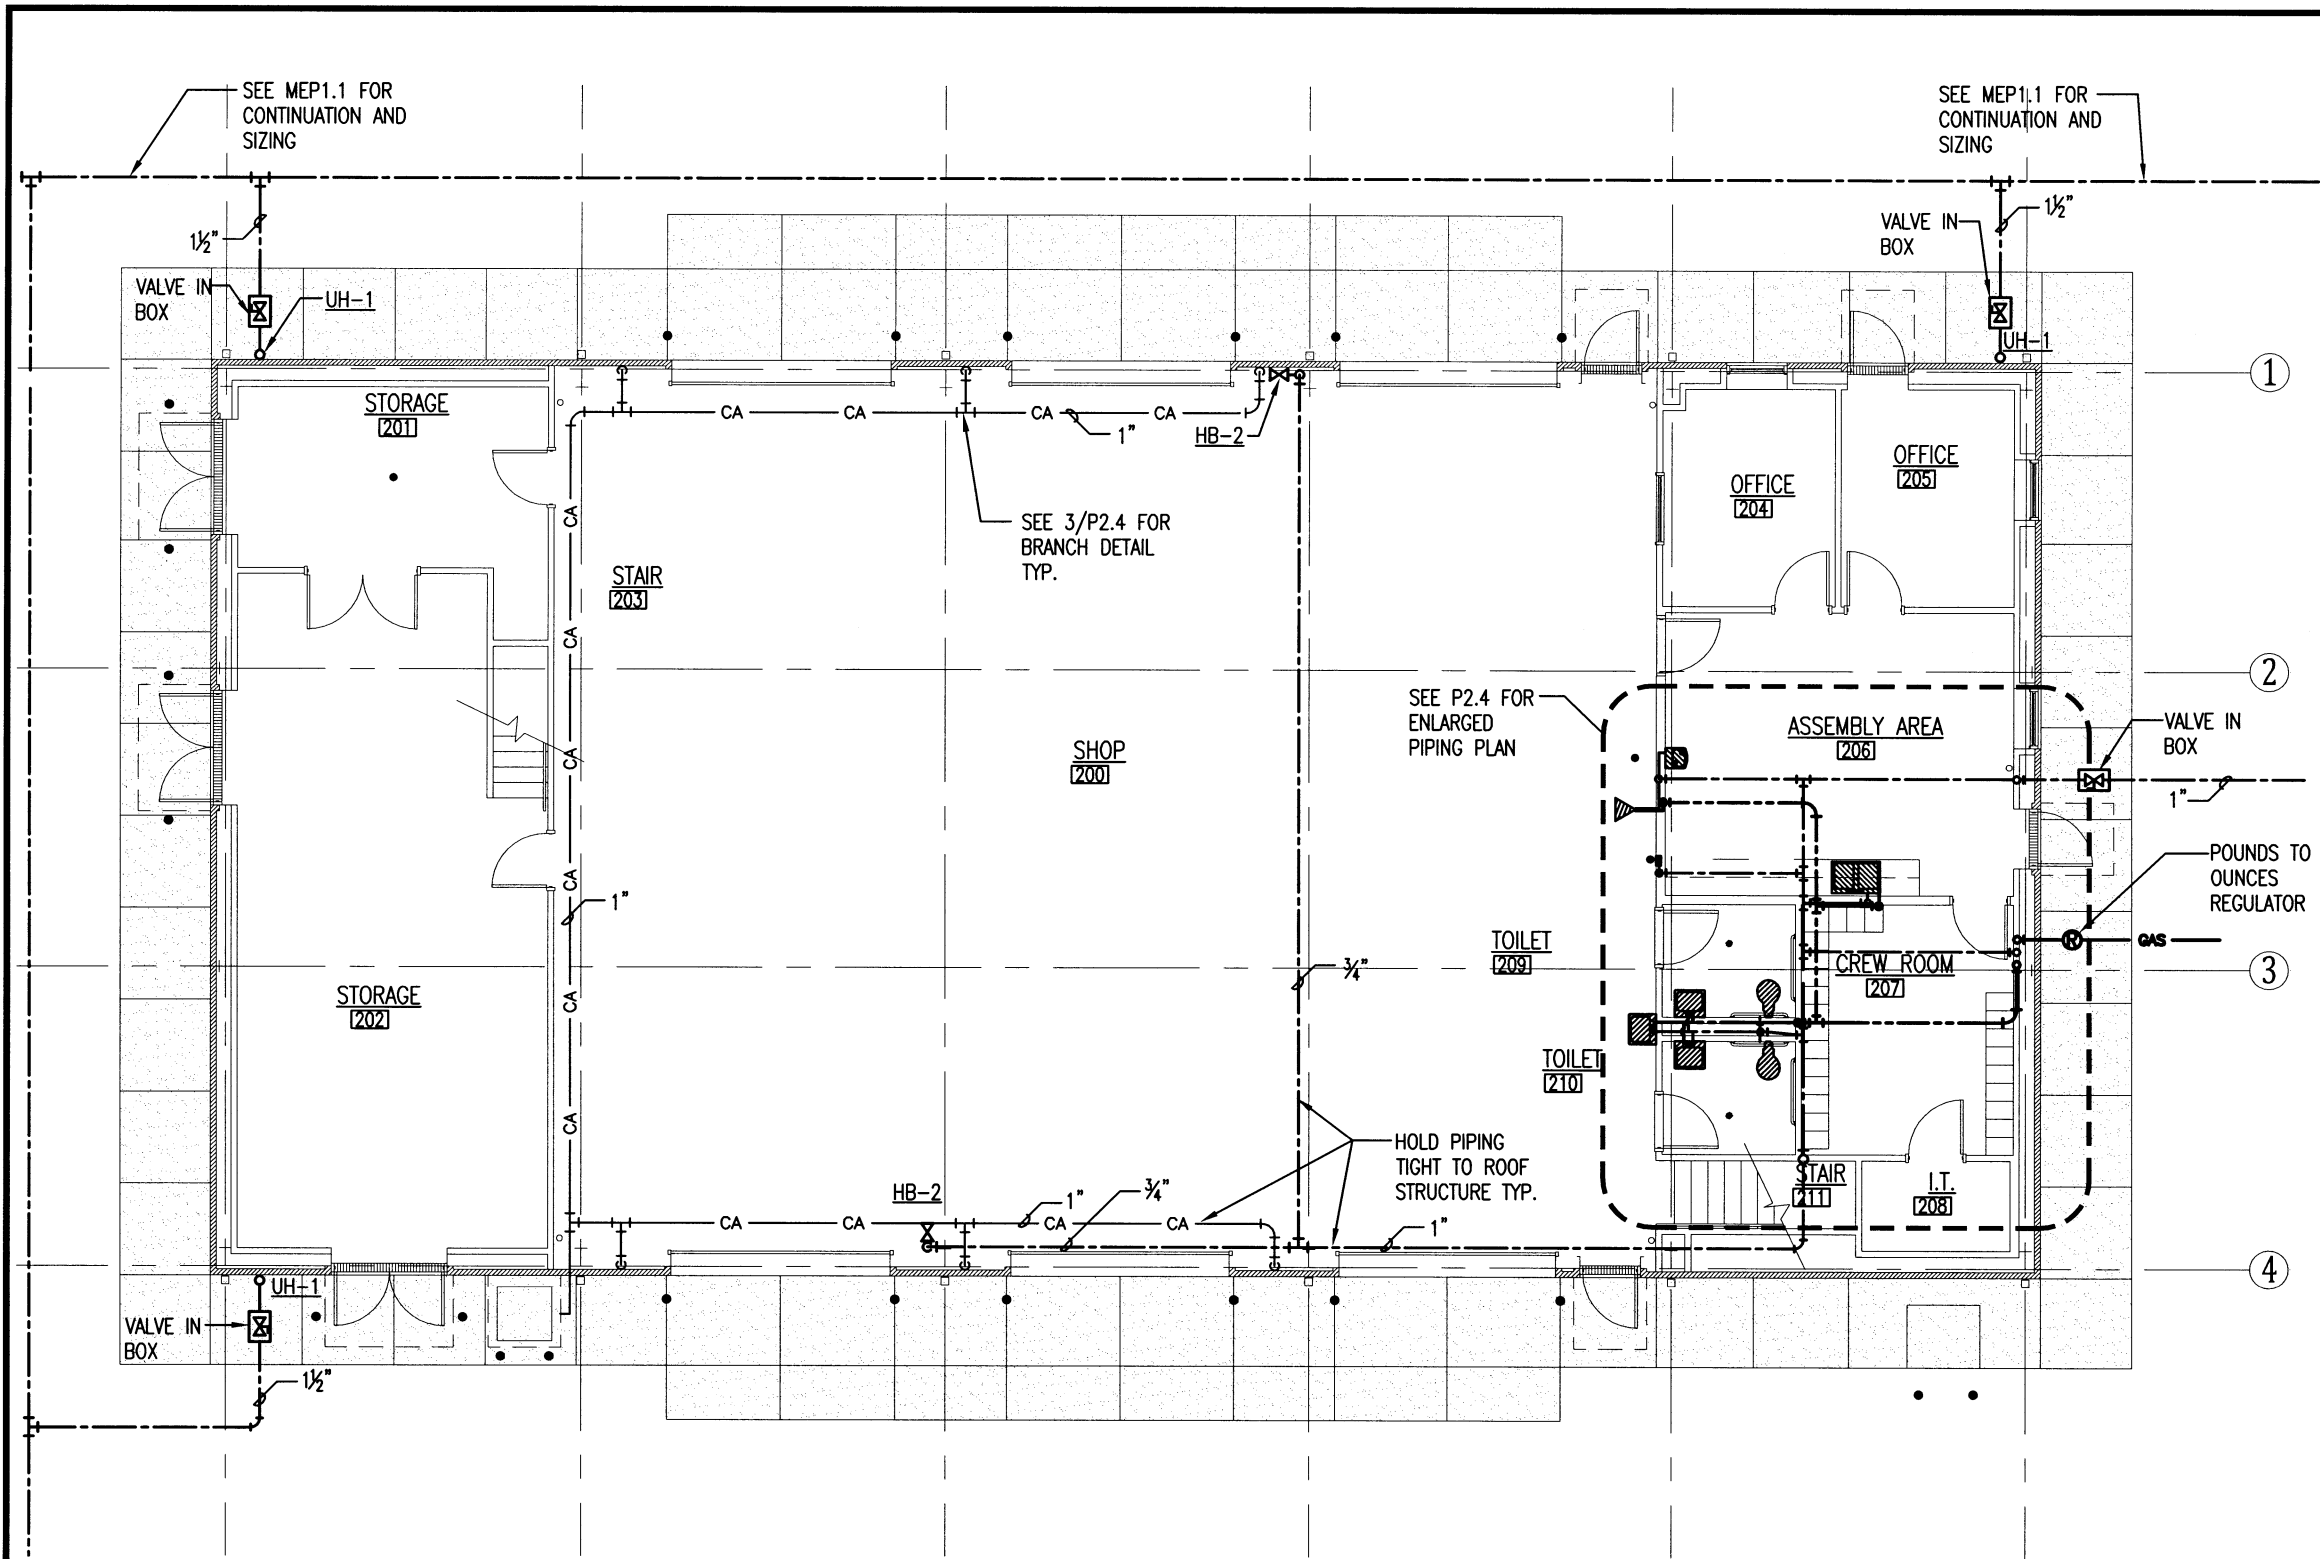 SEE MEP1.1 FOR
CONTINUATION AND
SIZING
SEE MEP1.1 FOR
CONTINUATION AND
SIZING
1½"
1½"
VALVE IN
BOX
VALVE IN
BOX
UH-1
UH-1
1
STORAGE
201
CA
CA
CA
CA
1"
HB-2
OFFICE
204
OFFICE
205
CA
SEE 3/P2.4 FOR
BRANCH DETAIL
TYP.
STAIR
203
CA
2
SEE P2.4 FOR
ENLARGED
PIPING PLAN
ASSEMBLY AREA
206
VALVE IN
BOX
SHOP
200
CA
1"
POUNDS TO
OUNCES
REGULATOR
CA
1"
TOILET
209
R
GAS
CREW ROOM
207
3
3/4"
STORAGE
202
CA
TOILET
210
CA
HOLD PIPING
TIGHT TO ROOF
STRUCTURE TYP.
STAIR
211
I.T.
208
HB-2
1"
3/4"
CA
CA
CA
CA
1"
4
UH-1
VALVE IN
BOX
1½"